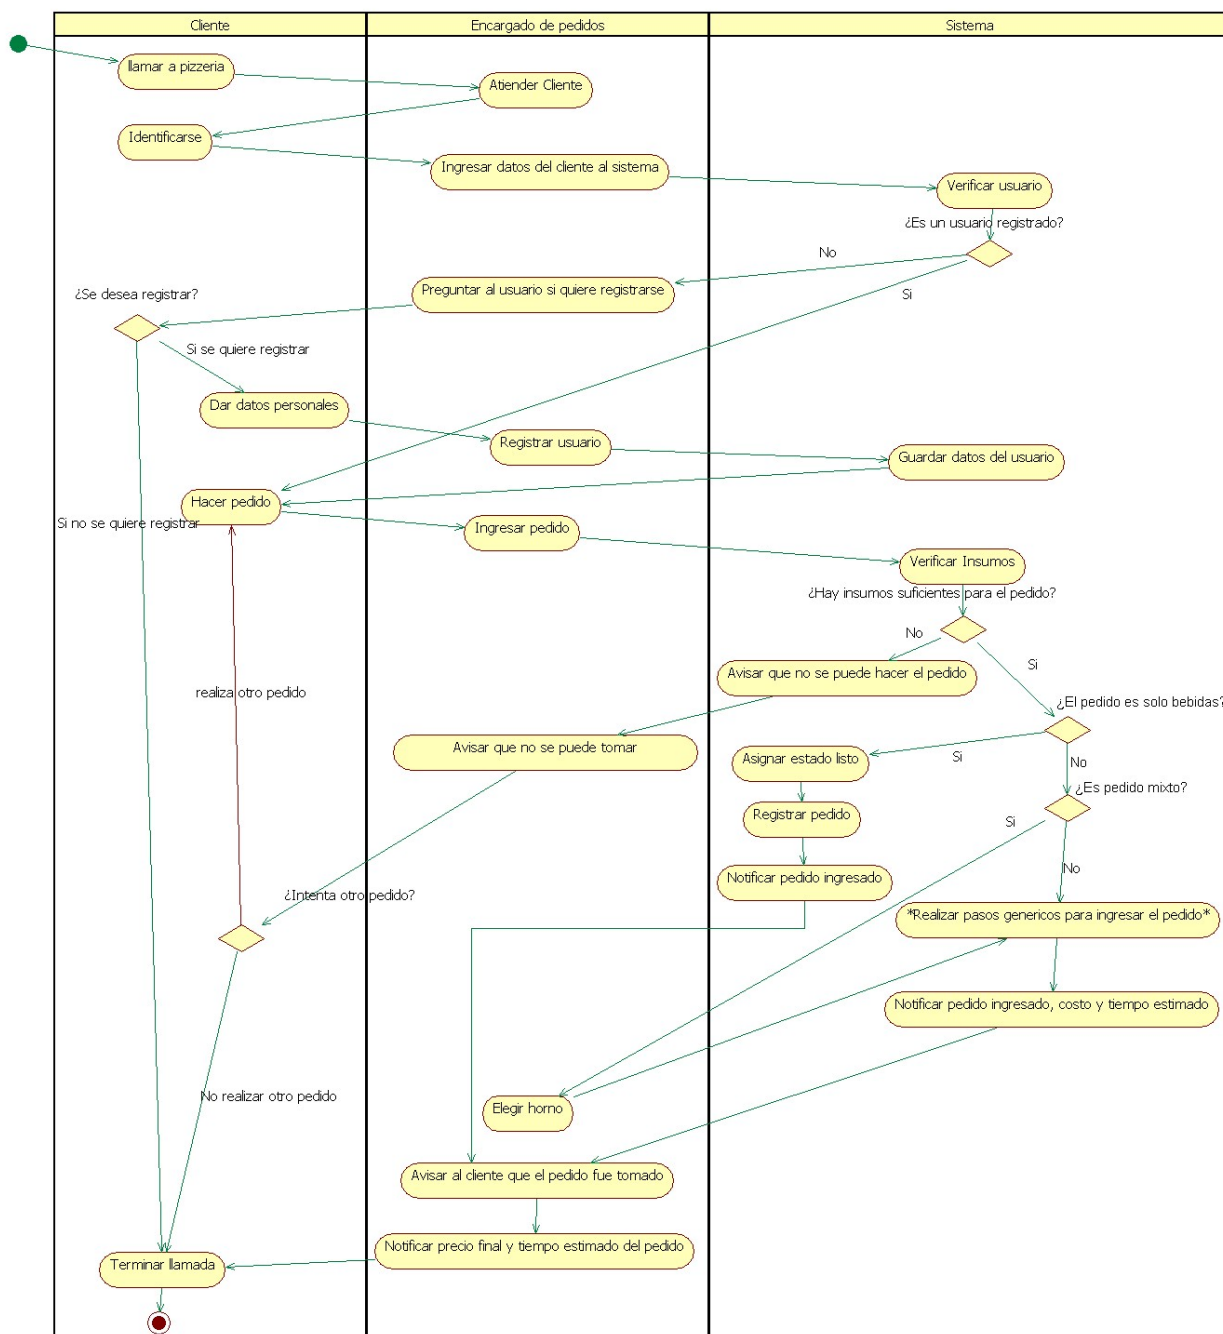 Cliente
Encargado de pedidos
Sistema
llamar a pizzeria
Atiender Cliente
Identificarse
Ingresar datos del cliente al sistema
Verificar usuario
¿Es un usuario registrado?
No
Si
Preguntar al usuario si quiere registrarse
¿Se desea registrar?
Si se quiere registrar
Dar datos personales
Registrar usuario
Guardar datos del usuario
Hacer pedido
Si no se quiere registrar
Ingresar pedido
Verificar Insumos
¿Hay insumos suficientes para el pedido?
No
Si
Avisar que no se puede hacer el pedido
realiza otro pedido
¿El pedido es solo bebidas?
Avisar que no se puede tomar
Asignar estado listo
Si
No
¿Es pedido mixto?
Registrar pedido
Si
No
Notificar pedido ingresado
¿Intenta otro pedido?
*Realizar pasos genericos para ingresar el pedido*
Notificar pedido ingresado, costo y tiempo estimado
No realizar otro pedido
Elegir horno
Avisar al cliente que el pedido fue tomado
Notificar precio final y tiempo estimado del pedido
Terminar llamada